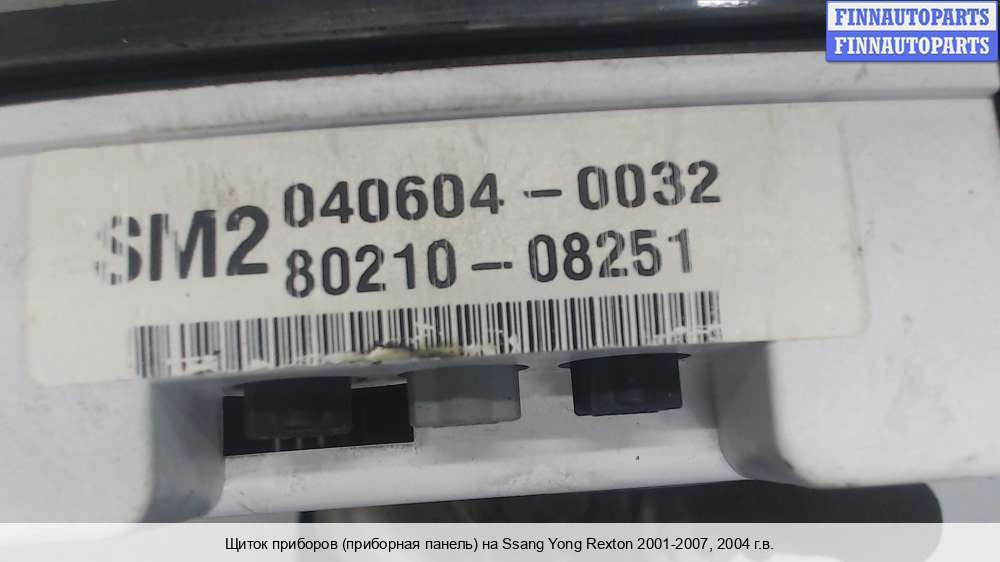 FINNAUTOPARTS
FINNAUTOPARTS
SM2
040604-0032
80210-08251
Щиток приборов (приборная панель) на Ssang Yong Rexton 2001-2007, 2004 г.в.